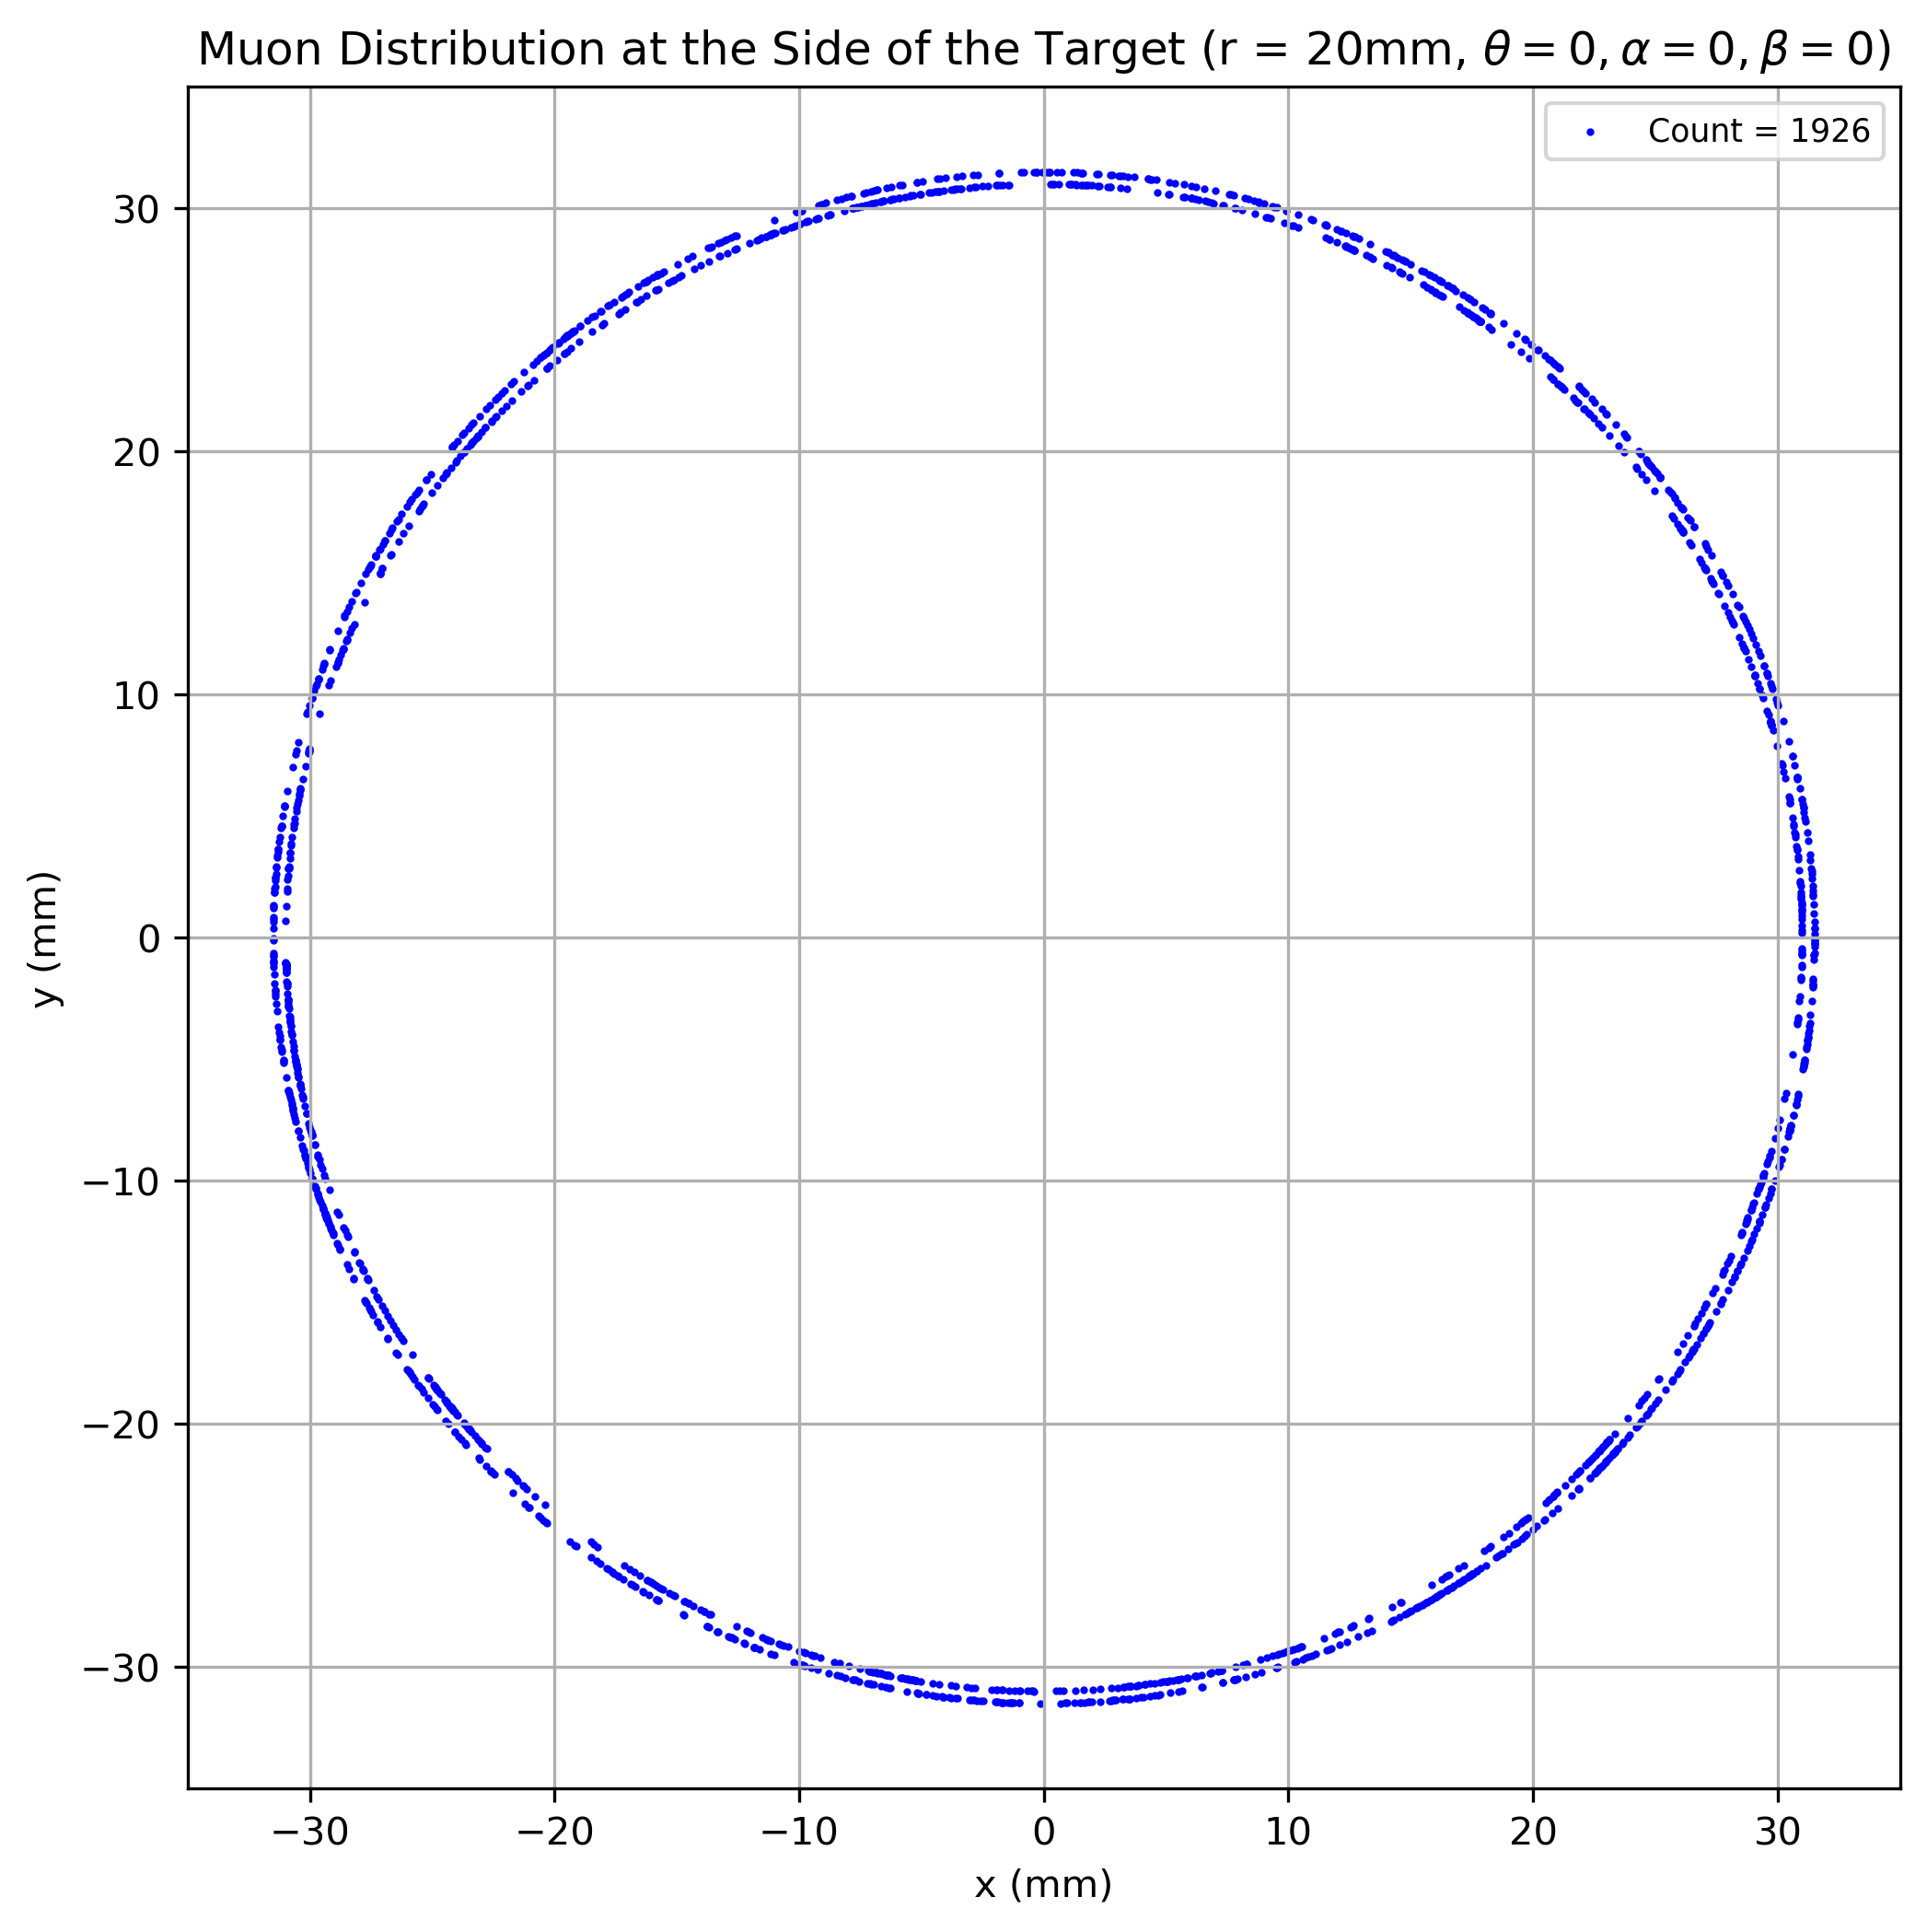 Muon Distribution at the Side of the Target (r = 20mm, θ = 0, α = 0, β = 0)
Count = 1926
30
20
10
0
−10
−20
−30
y (mm)
−30 −20 −10 0 10 20 30
x (mm)